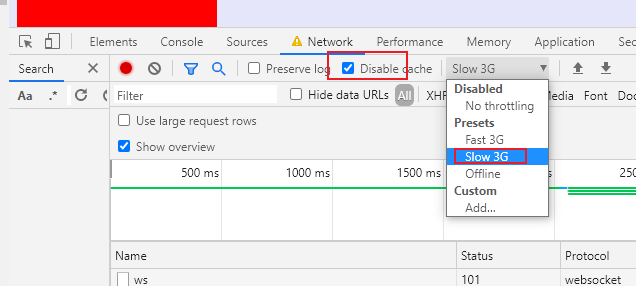 Elements Console Sources Network Performance Memory Application Secu
Search × Preserve log Disable cache Slow 3G
Aa .* Filter Hide data URLs All XHR Media Font Doc
Disabled
No throttling
Presets
Fast 3G
Slow 3G
Offline
Custom
Add...
Use large request rows
Show overview
500 ms 1000 ms 1500 ms 250
Name Status Protocol
ws 101 websocket